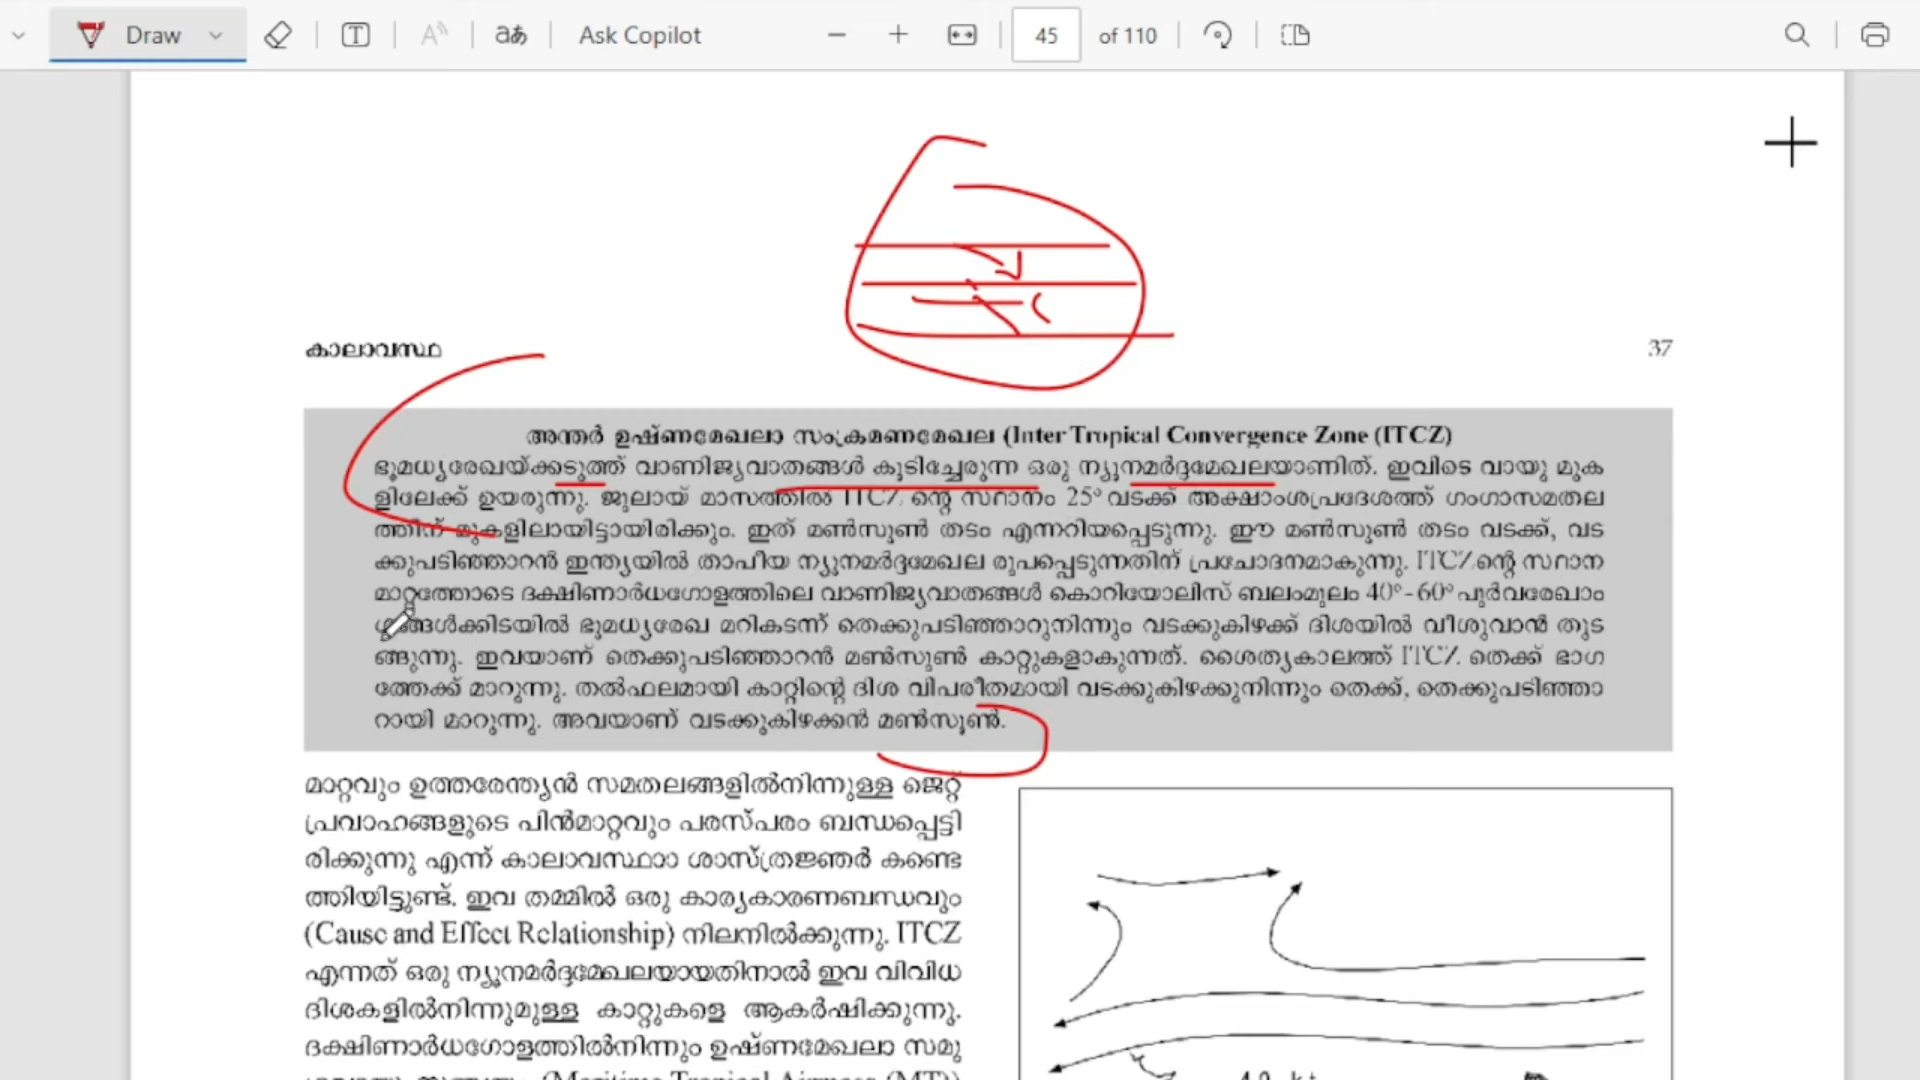 Draw
Ask Copilot
45 of 110
കാലാവസ്ഥ
37
അന്തർ ഉഷ്ണമേഖലാ സംക്രമണമേഖല (Inter Tropical Convergence Zone (ITCZ)
ഭൂമധ്യരേഖയ്ക്കടുത്ത് വാണിജ്യവാതങ്ങൾ കൂടിച്ചേരുന്ന ഒരു ന്യൂനമർദ്ദമേഖലയാണിത്. ഇവിടെ വായു മുക
ളിലേക്ക് ഉയരുന്നു. ജൂലായ് മാസത്തിൽ ITCZ ന്റെ സ്ഥാനം 25° വടക്ക് അക്ഷാംശപ്രദേശത്ത് ഗംഗാസമതല
ത്തിന് മുകളിലായിട്ടായിരിക്കും. ഇത് മൺസൂൺ തടം എന്നറിയപ്പെടുന്നു. ഈ മൺസൂൺ തടം വടക്ക്, വട
ക്കുപടിഞ്ഞാറൻ ഇന്ത്യയിൽ താപീയ ന്യൂനമർദ്ദമേഖല രൂപപ്പെടുന്നതിന് പ്രചോദനമാകുന്നു. ITCZന്റെ സ്ഥാന
മാറ്റത്തോടെ ദക്ഷിണാർധഗോളത്തിലെ വാണിജ്യവാതങ്ങൾ കൊറിയോലിസ് ബലംമൂലം 40°-60° പൂർവരേഖാം
ശങ്ങൾക്കിടയിൽ ഭൂമധ്യരേഖ മറികടന്ന് തെക്കുപടിഞ്ഞാറുനിന്നും വടക്കുകിഴക്ക് ദിശയിൽ വീശുവാൻ തുട
ങ്ങുന്നു. ഇവയാണ് തെക്കുപടിഞ്ഞാറൻ മൺസൂൺ കാറ്റുകളാകുന്നത്. ശൈത്യകാലത്ത് ITCZ തെക്ക് ഭാഗ
ത്തേക്ക് മാറുന്നു. തൽഫലമായി കാറ്റിന്റെ ദിശ വിപരീതമായി വടക്കുകിഴക്കുനിന്നും തെക്ക്, തെക്കുപടിഞ്ഞാ
റായി മാറുന്നു. അവയാണ് വടക്കുകിഴക്കൻ മൺസൂൺ.
മാറ്റവും ഉത്തരേന്ത്യൻ സമതലങ്ങളിൽനിന്നുള്ള ജെറ്റ്
പ്രവാഹങ്ങളുടെ പിൻമാറ്റവും പരസ്പരം ബന്ധപ്പെട്ടി
രിക്കുന്നു എന്ന് കാലാവസ്ഥാാ ശാസ്ത്രജ്ഞർ കണ്ടെ
ത്തിയിട്ടുണ്ട്. ഇവ തമ്മിൽ ഒരു കാര്യകാരണബന്ധവും
(Cause and Effect Relationship) നിലനിൽക്കുന്നു. ITCZ
എന്നത് ഒരു ന്യൂനമർദ്ദമേഖലയായതിനാൽ ഇവ വിവിധ
ദിശകളിൽനിന്നുമുള്ള കാറ്റുകളെ ആകർഷിക്കുന്നു.
ദക്ഷിണാർധഗോളത്തിൽനിന്നും ഉഷ്ണമേഖലാ സമു